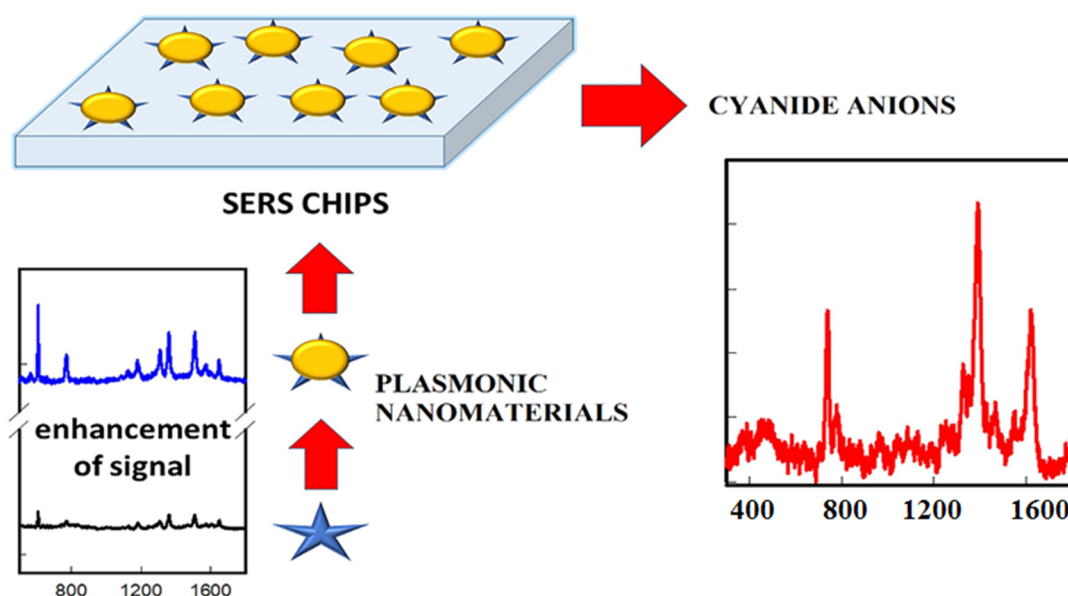 CYANIDE ANIONS
SERS CHIPS
PLASMONIC
NANOMATERIALS
enhancement
of signal
800 1200 1600
400 800 1200 1600